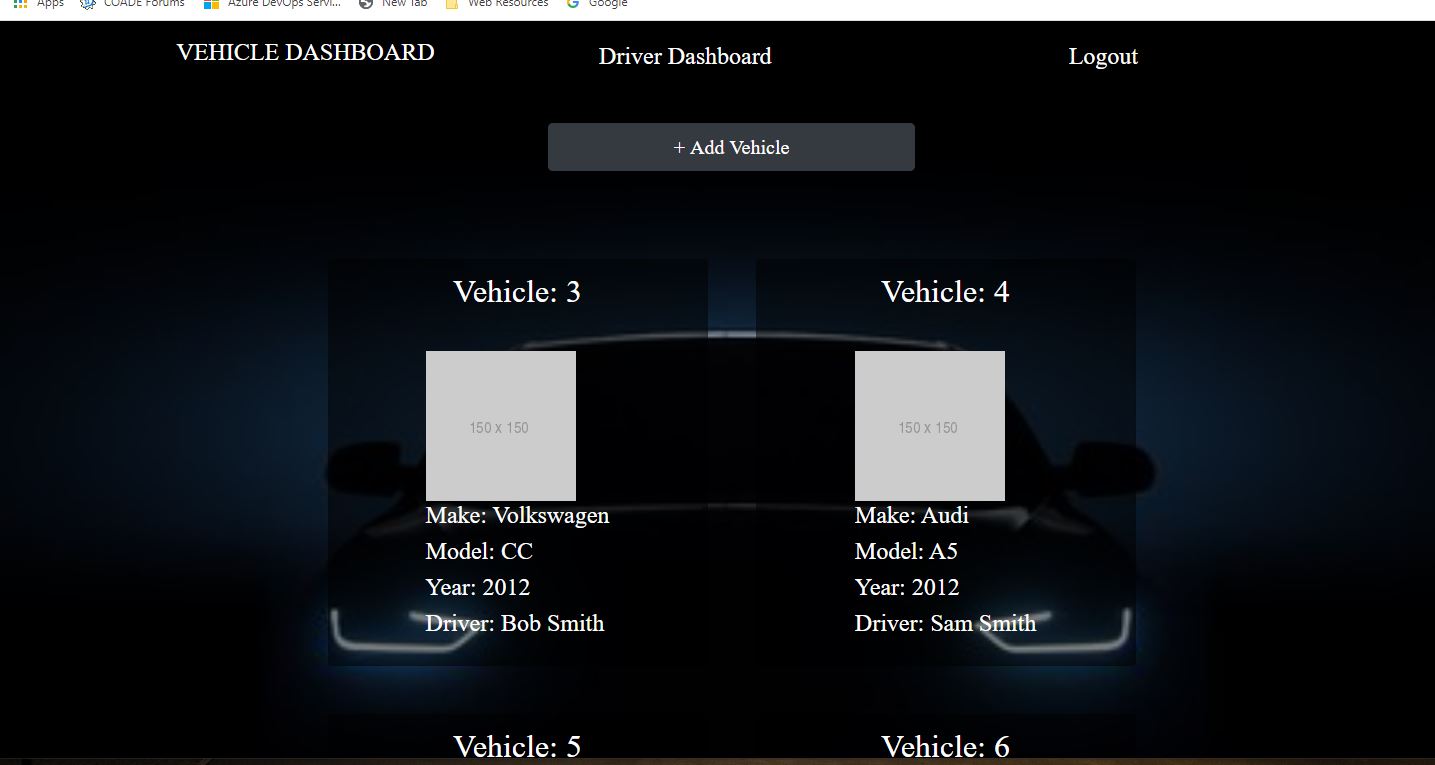 Apps COADE Forums Azure DevOps Servi... New Tab Web Resources Google
VEHICLE DASHBOARD Driver Dashboard Logout
+ Add Vehicle
Vehicle: 3
150 x 150
Make: Volkswagen
Model: CC
Year: 2012
Driver: Bob Smith
Vehicle: 4
150 x 150
Make: Audi
Model: A5
Year: 2012
Driver: Sam Smith
Vehicle: 5
Vehicle: 6